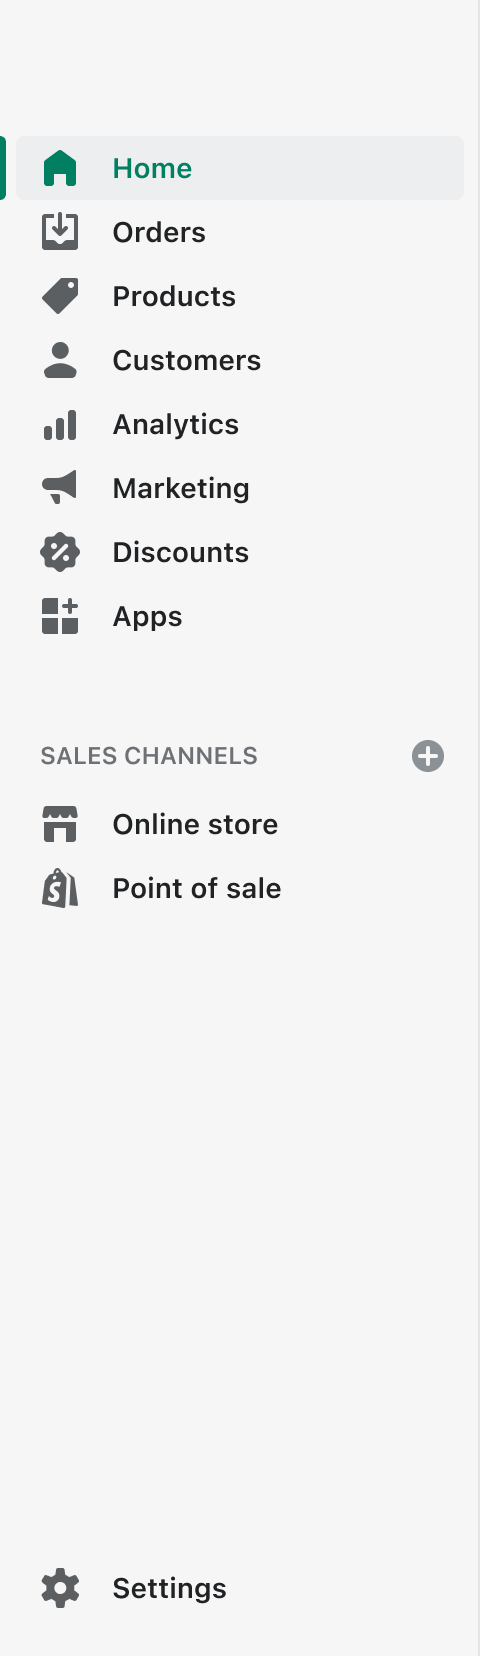 Home
Orders
Products
Customers
Analytics
Marketing
Discounts
Apps
SALES CHANNELS
Online store
Point of sale
Settings